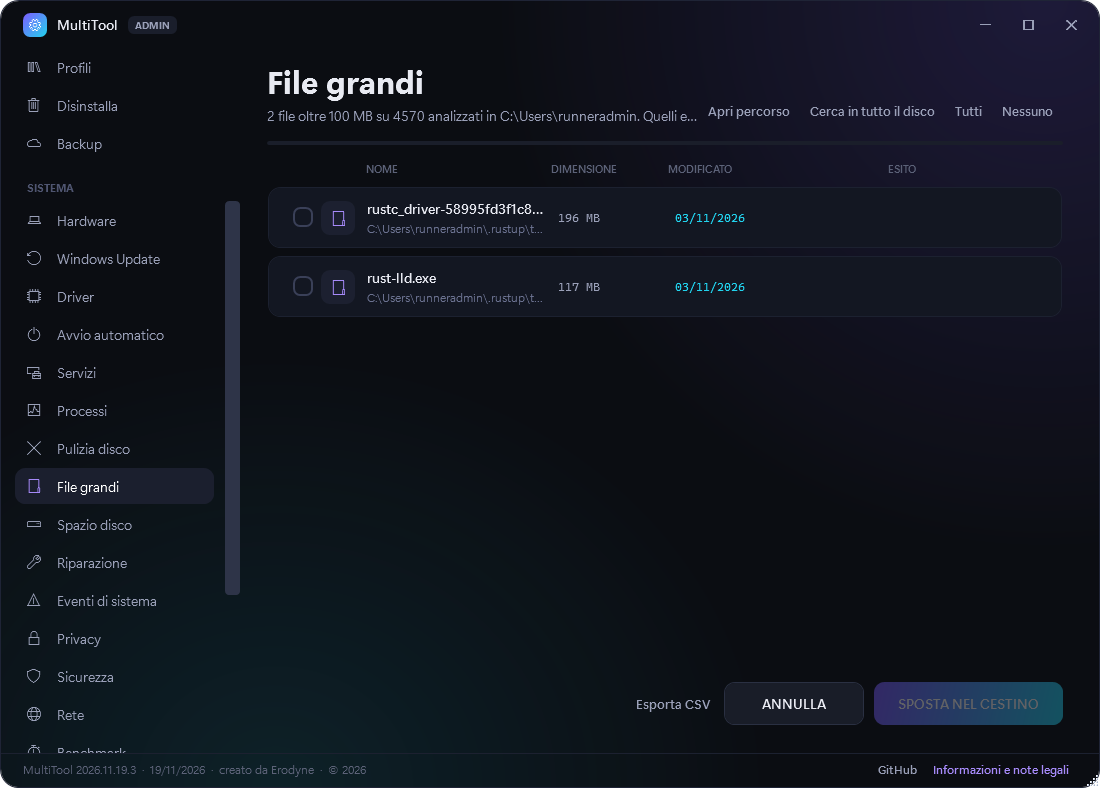 MultiTool ADMIN
Profili
Disinstalla
Backup
SISTEMA
Hardware
Windows Update
Driver
Avvio automatico
Servizi
Processi
Pulizia disco
File grandi
Spazio disco
Riparazione
Eventi di sistema
Privacy
Sicurezza
Rete
Benchmark
File grandi
2 file oltre 100 MB su 4570 analizzati in C:\Users\runneradmin. Quelli e...
Apri percorso Cerca in tutto il disco Tutti Nessuno
NOME DIMENSIONE MODIFICATO ESITO
rustc_driver-58995fd3f1c8... 196 MB 03/11/2026
C:\Users\runneradmin\.rustup\t...
rust-lld.exe 117 MB 03/11/2026
C:\Users\runneradmin\.rustup\t...
Esporta CSV ANNULLA SPOSTA NEL CESTINO
MultiTool 2026.11.19.3 · 19/11/2026 · creato da Erodyne · © 2026
GitHub Informazioni e note legali